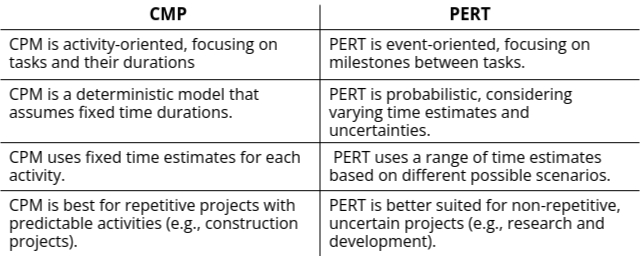 CMP
PERT
CPM is activity-oriented, focusing on
tasks and their durations
PERT is event-oriented, focusing on
milestones between tasks.
CPM is a deterministic model that
assumes fixed time durations.
PERT is probabilistic, considering
varying time estimates and
uncertainties.
CPM uses fixed time estimates for each
activity.
PERT uses a range of time estimates
based on different possible scenarios.
CPM is best for repetitive projects with
predictable activities (e.g., construction
projects).
PERT is better suited for non-repetitive,
uncertain projects (e.g., research and
development).